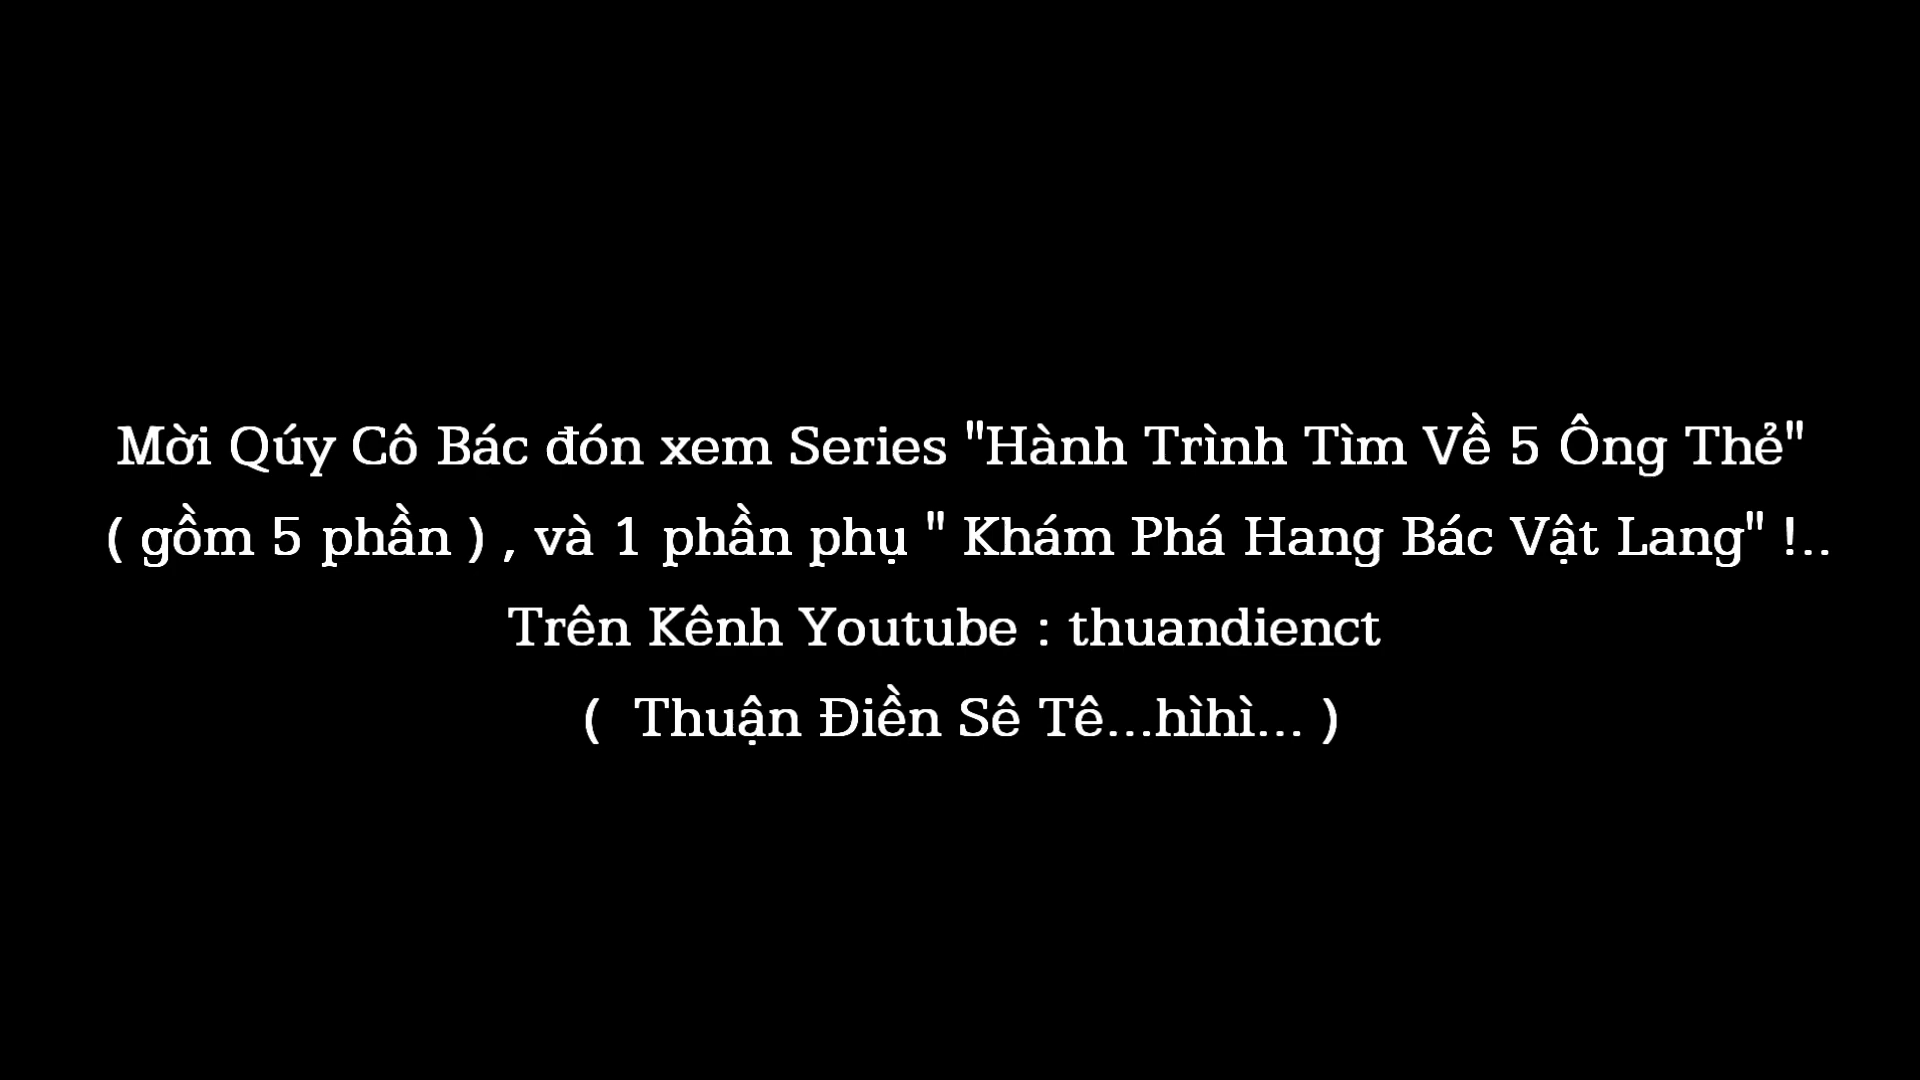 Mời Qúy Cô Bác đón xem Series "Hành Trình Tìm Về 5 Ông Thẻ"
( gồm 5 phần ) , và 1 phần phụ " Khám Phá Hang Bác Vật Lang" !..
Trên Kênh Youtube : thuandienct
(  Thuận Điền Sê Tê...hìhì... )